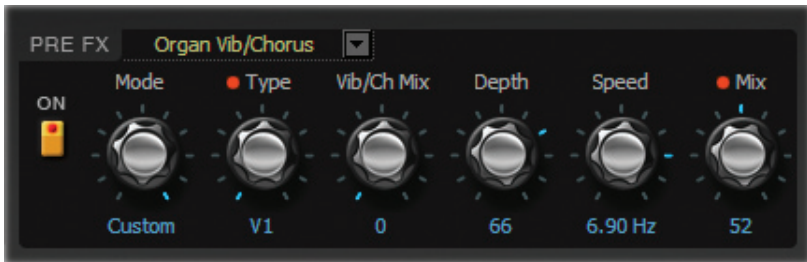 PRE FX Organ Vib/Chorus
ON Mode Type Vib/Ch Mix Depth Speed Mix
Custom V1 0 66 6.90 Hz 52